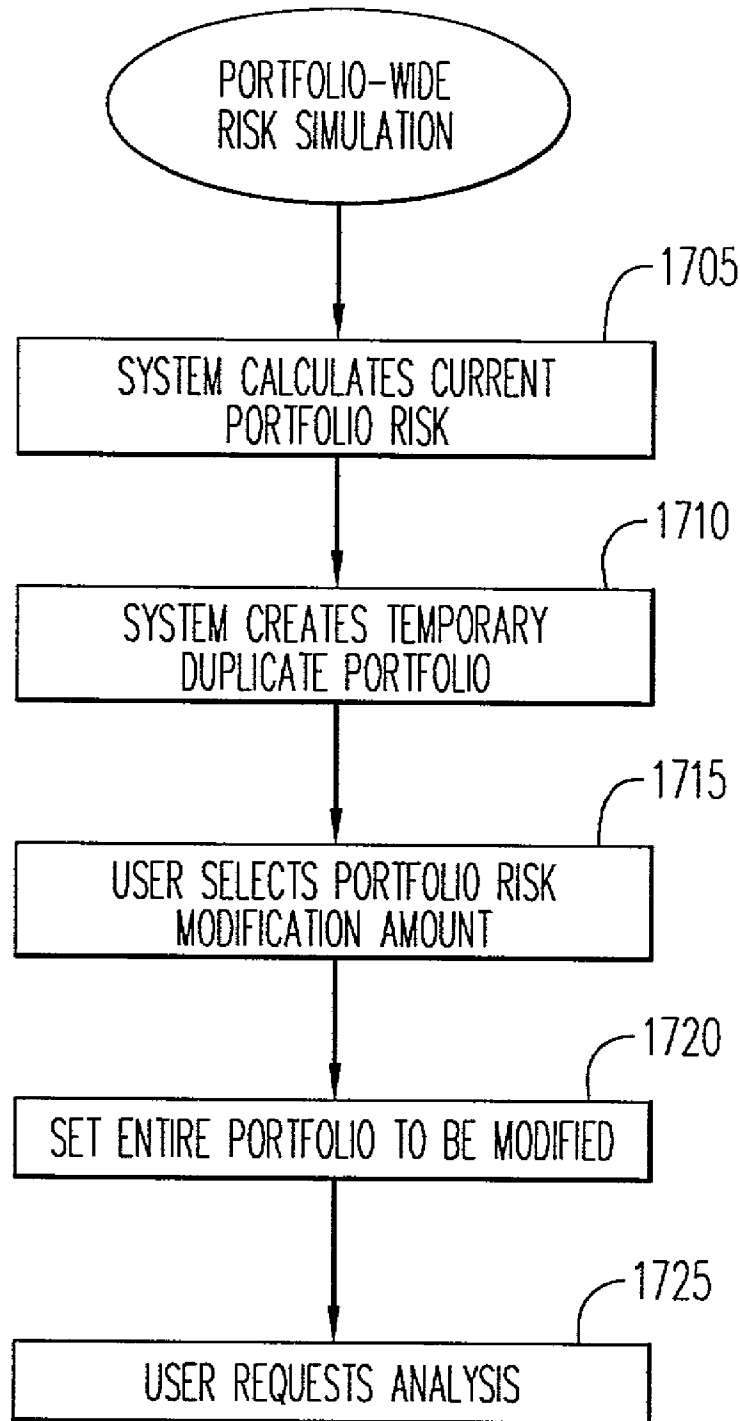 PORTFOLIO-WIDE
RISK SIMULATION
1705
SYSTEM CALCULATES CURRENT
PORTFOLIO RISK
1710
SYSTEM CREATES TEMPORARY
DUPLICATE PORTFOLIO
1715
USER SELECTS PORTFOLIO RISK
MODIFICATION AMOUNT
1720
SET ENTIRE PORTFOLIO TO BE MODIFIED
1725
USER REQUESTS ANALYSIS